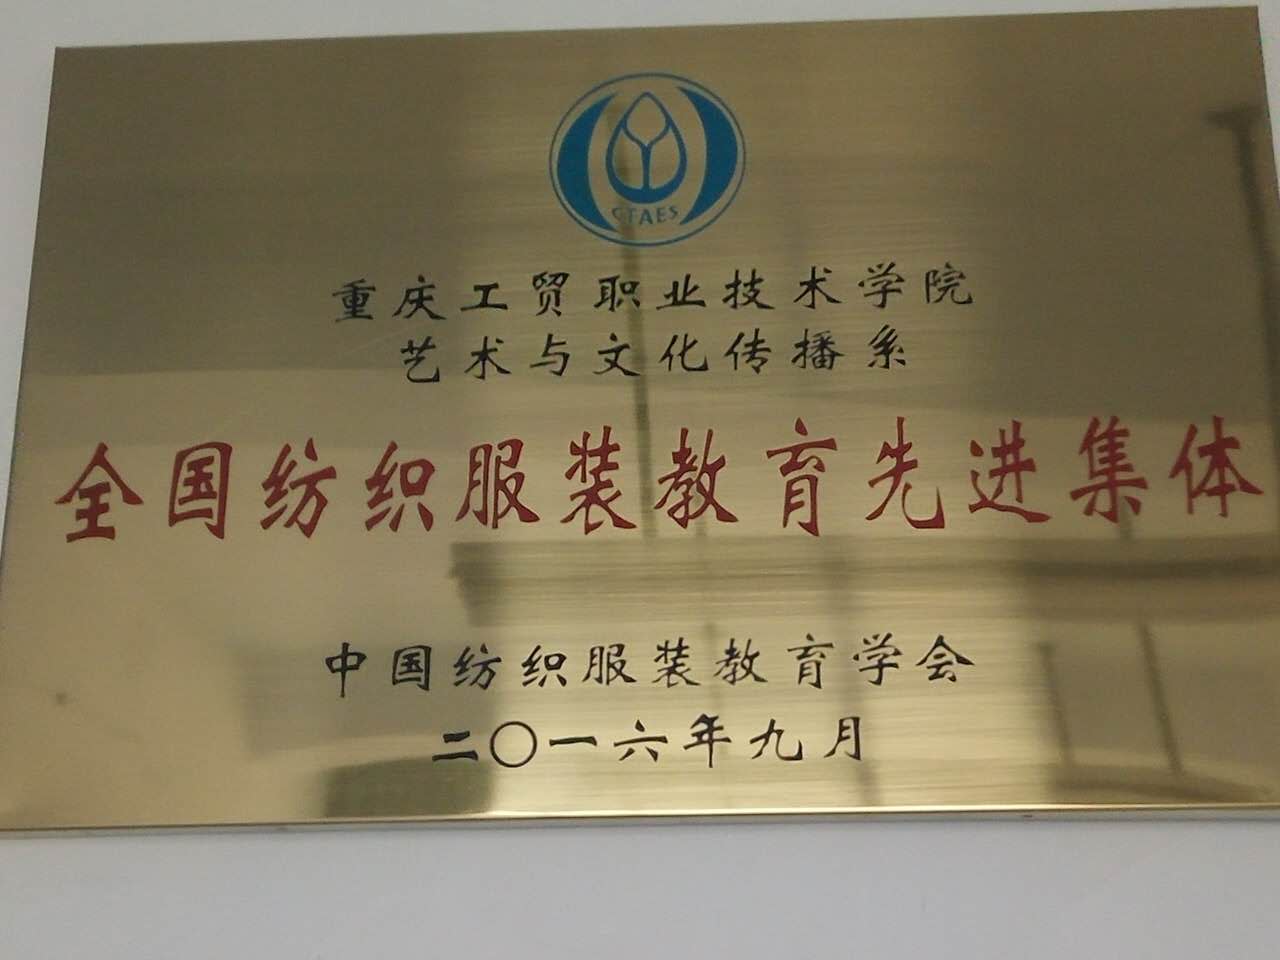 CTAES
重庆工贸职业技术学院
艺术与文化传播系
全国纺织服装教育先进集体
中国纺织服装教育学会
二〇一六年九月